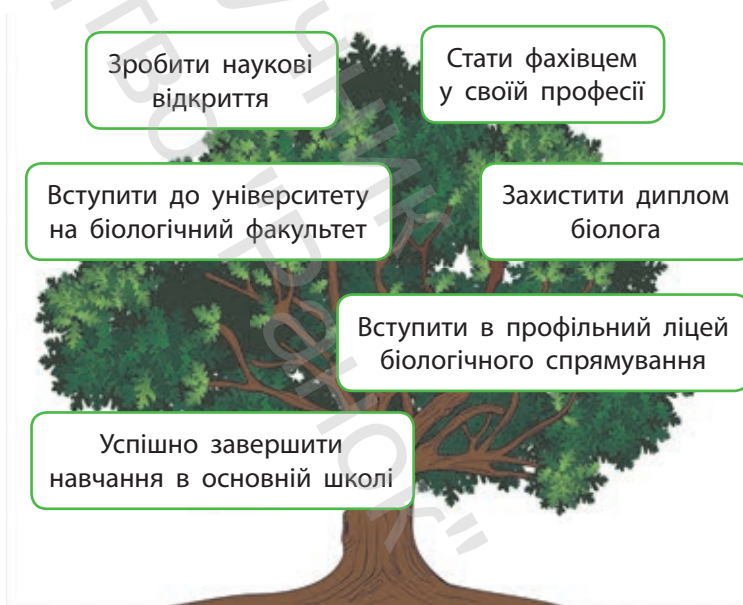 Зробити наукові
відкриття
Стати фахівцем
у своїй професії
Вступити до університету
на біологічний факультет
Захистити диплом
біолога
Вступити в профільний ліцей
біологічного спрямування
Успішно завершити
навчання в основній школі
Ранок"